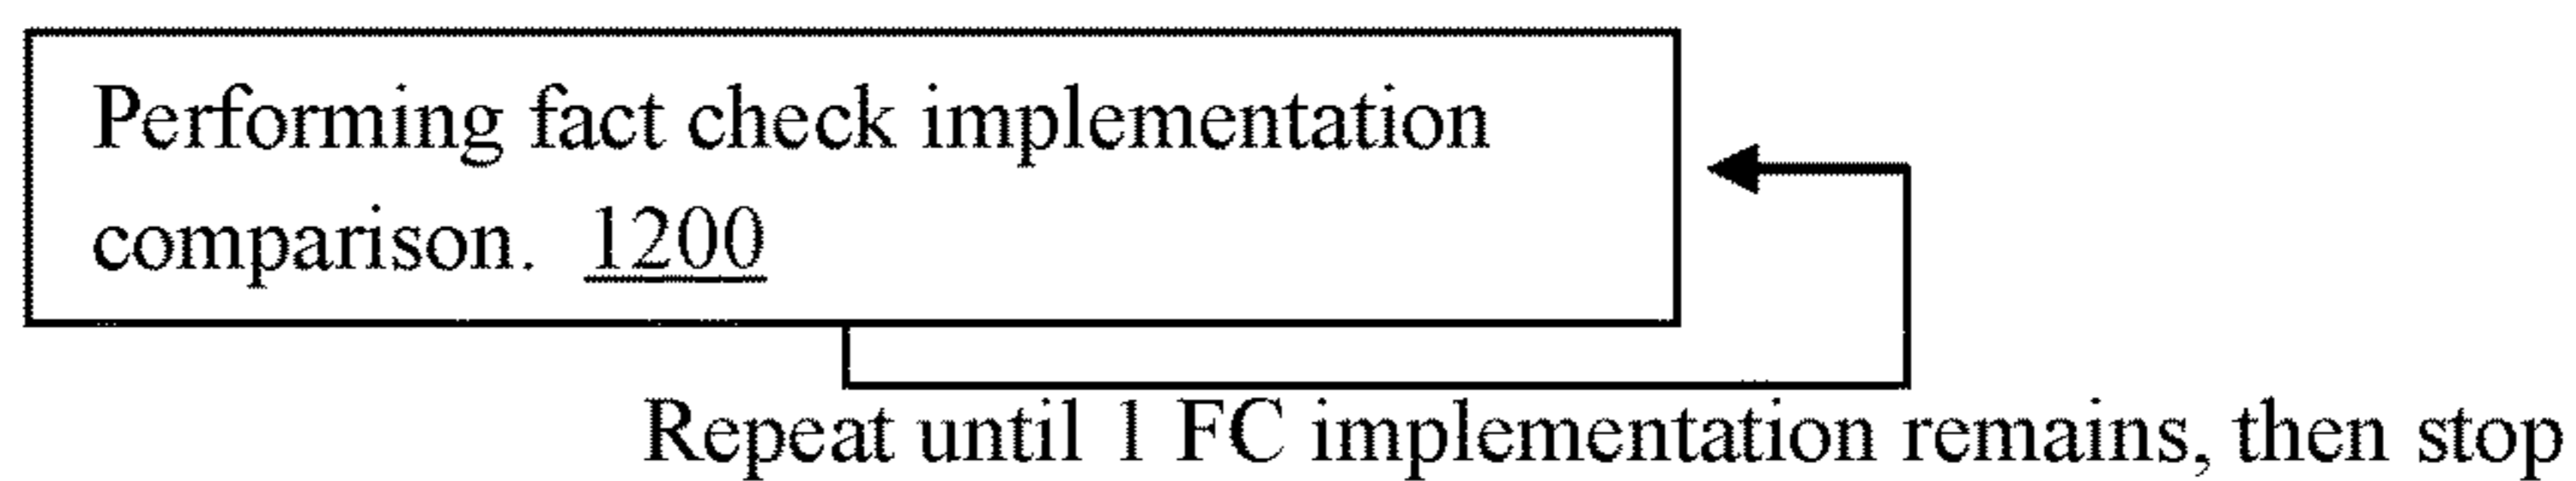 Performing fact check implementation
comparison. 1200
Repeat until 1 FC implementation remains, then stop